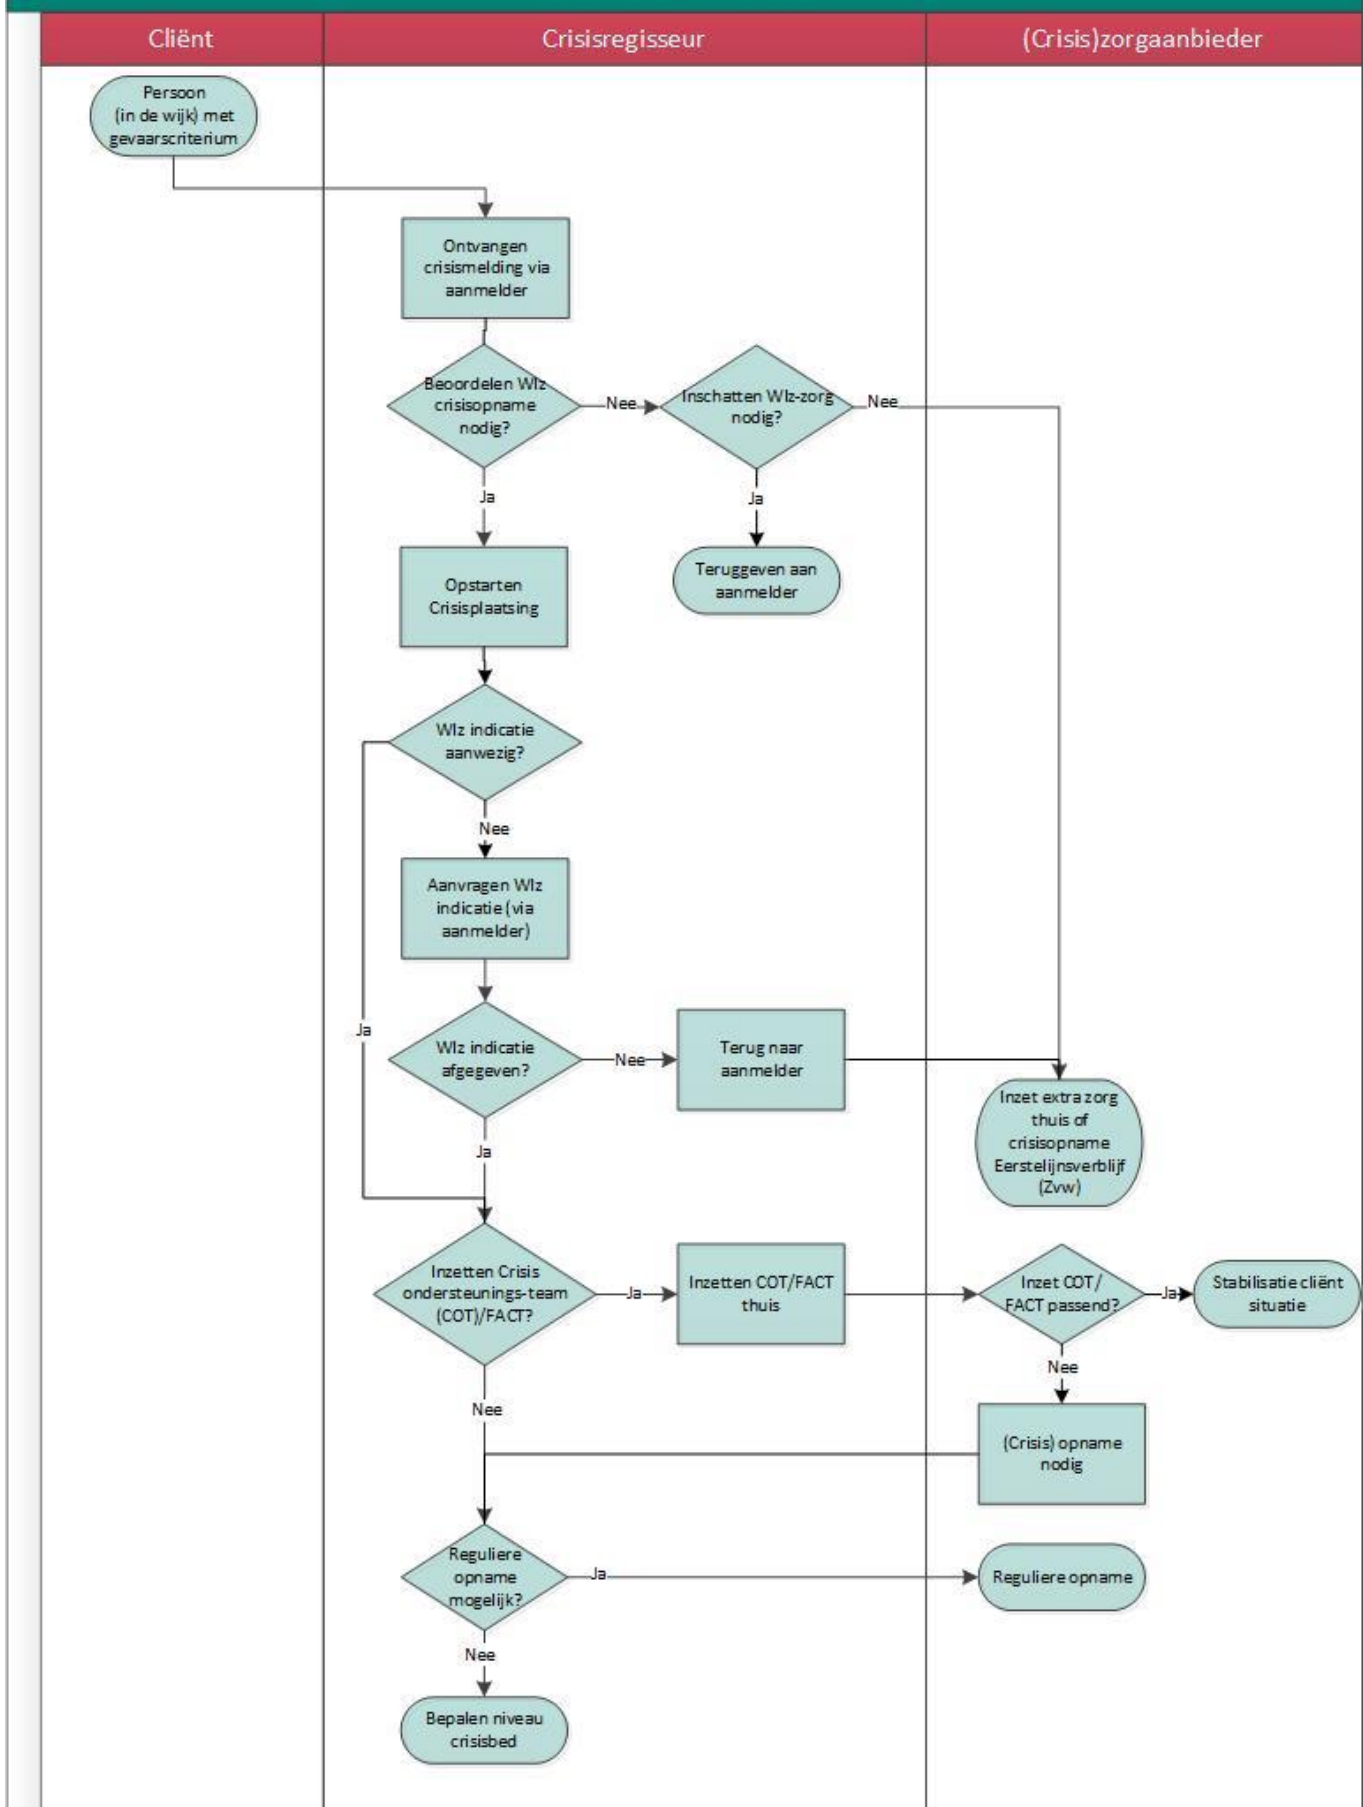 Cliënt
Crisisregisseur
(Crisis)zorgaanbieder
Persoon
(in de wijk) met
gevaarscriterium
Ontvangen
crisismelding via
aanmelder
Beoordelen Wlz
crisisopname
nodig?
Nee
Inschatten Wlz-zorg
nodig?
Nee
Ja
Ja
Opstarten
Crisisplaatsing
Teruggeven aan
aanmelder
Wlz indicatie
aanwezig?
Nee
Aanvragen Wlz
indicatie (via
aanmelder)
Ja
Wlz indicatie
afgegeven?
Nee
Terug naar
aanmelder
Inzet extra zorg
thuis of
crisisopname
Eerstelijnsverblijf
(Zvw)
Ja
Inzetten Crisis
ondersteunings-team
(COT)/FACT?
Ja
Inzetten COT/FACT
thuis
Inzet COT/
FACT passend?
Ja
Stabilisatie cliënt
situatie
Nee
Nee
(Crisis) opname
nodig
Reguliere
opname
mogelijk?
Ja
Reguliere opname
Nee
Bepalen niveau
crisisbed